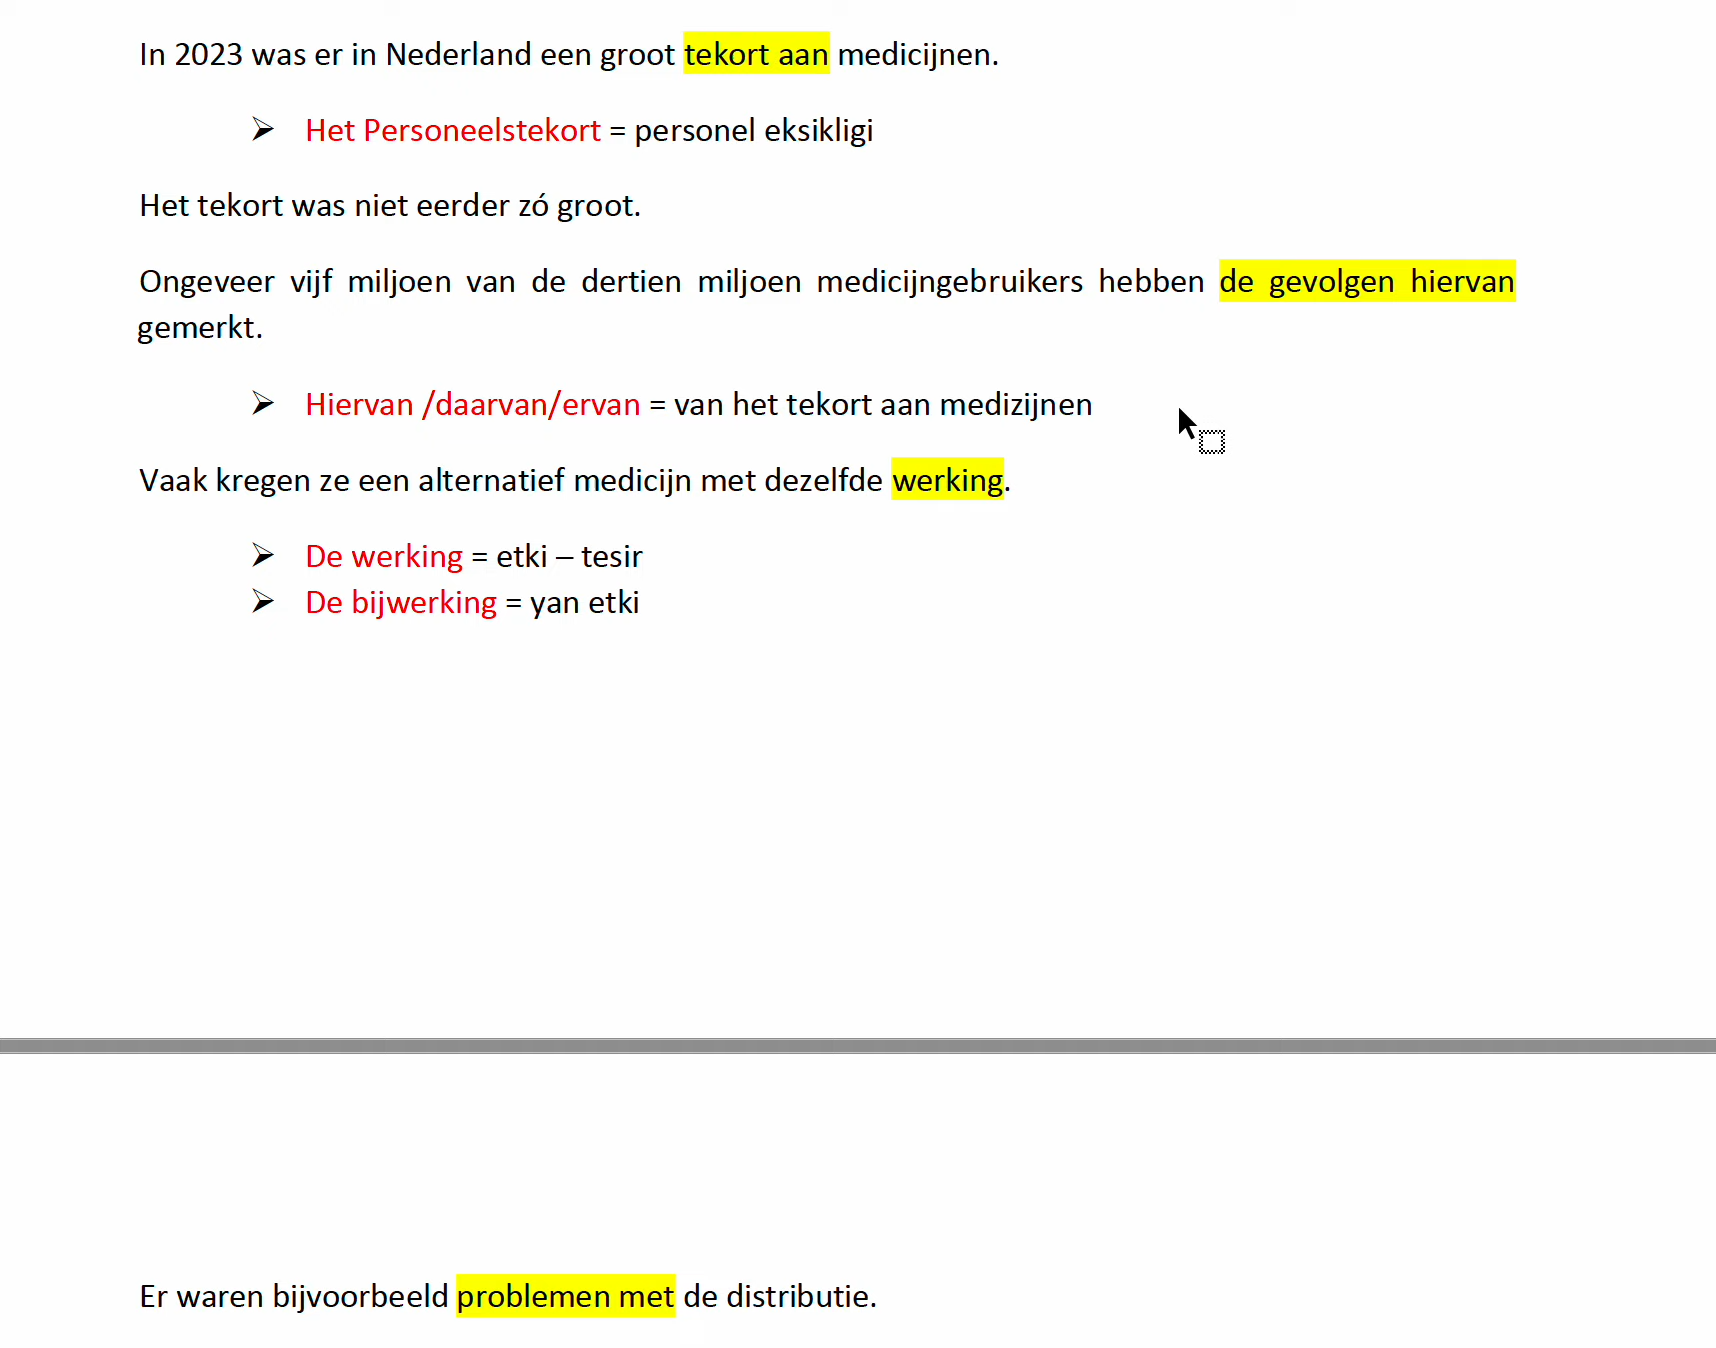 In 2023 was er in Nederland een groot tekort aan medicijnen.
➢ Het Personeelstekort = personel eksikligi
Het tekort was niet eerder zó groot.
Ongeveer vijf miljoen van de dertien miljoen medicijngebruikers hebben de gevolgen hiervan
gemerkt.
➢ Hiervan /daarvan/ervan = van het tekort aan medizijnen
Vaak kregen ze een alternatief medicijn met dezelfde werking.
➢ De werking = etki – tesir
➢ De bijwerking = yan etki
Er waren bijvoorbeeld problemen met de distributie.